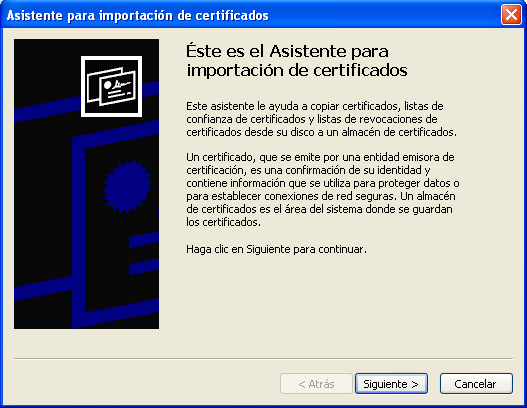 Asistente para importación de certificados
Éste es el Asistente para
importación de certificados
Este asistente le ayuda a copiar certificados, listas de
confianza de certificados y listas de revocaciones de
certificados desde su disco a un almacén de certificados.
Un certificado, que se emite por una entidad emisora de
certificación, es una confirmación de su identidad y
contiene información que se utiliza para proteger datos o
para establecer conexiones de red seguras. Un almacén
de certificados es el área del sistema donde se guardan
los certificados.
Haga clic en Siguiente para continuar.
< Atrás
Siguiente >
Cancelar